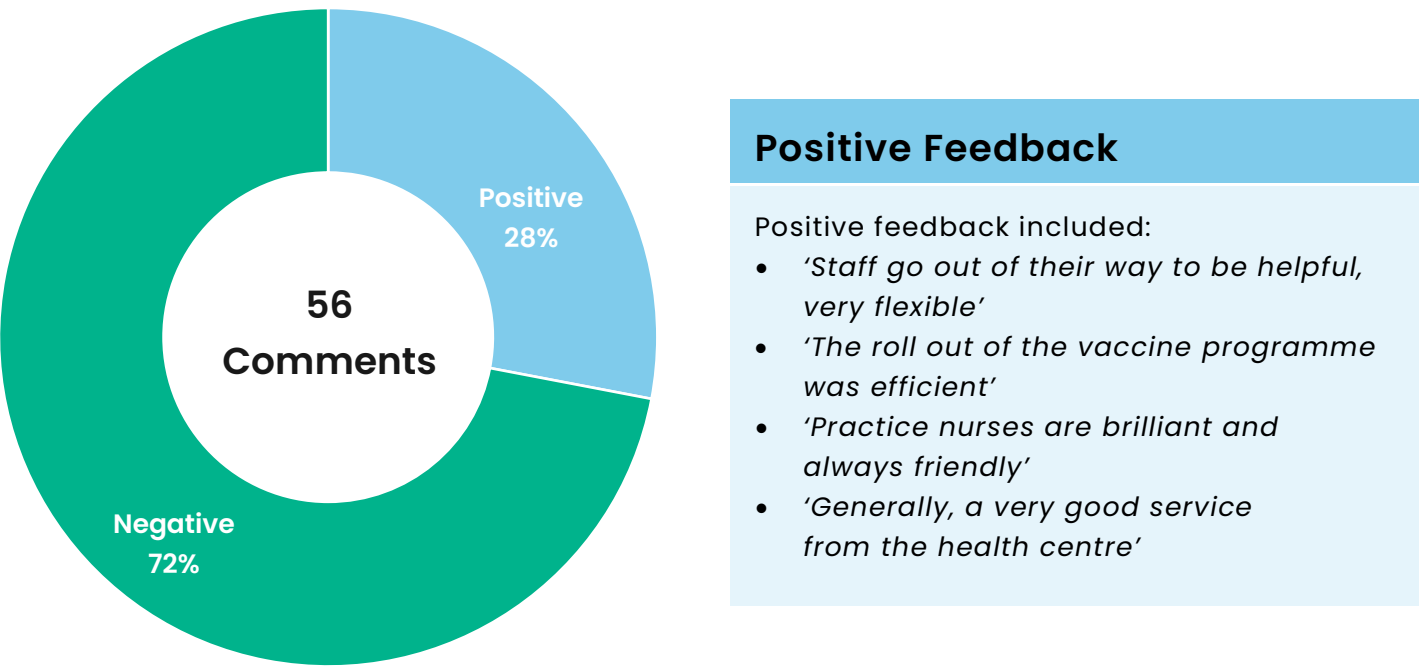 Positive
28%
56
Comments
Negative
72%
Positive Feedback
Positive feedback included:
• ‘Staff go out of their way to be helpful,
very flexible’
• ‘The roll out of the vaccine programme
was efficient’
• ‘Practice nurses are brilliant and
always friendly’
• ‘Generally, a very good service
from the health centre’